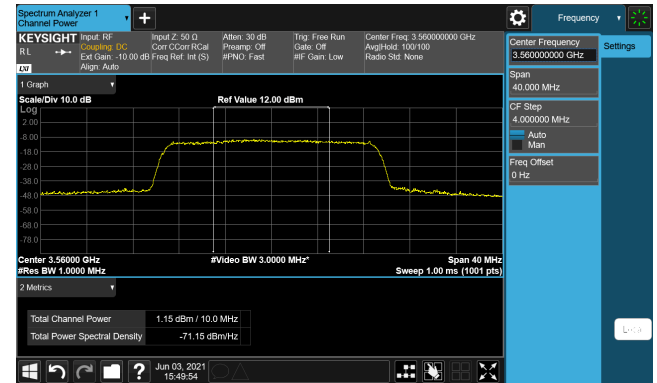 Spectrum Analyzer 1
Channel Power
+
Frequency
KEYSIGHT
RL
LXI
Input: RF
Coupling: DC
Ext Gain: -10.00 dB
Align: Auto
Input Z: 50 Ω
Corr CCorr RCal
Freq Ref: Int (S)
Atten: 30 dB
Preamp: Off
#PNO: Fast
Trig: Free Run
Gate: Off
#IF Gain: Low
Center Freq: 3.560000000 GHz
Avg|Hold: 100/100
Radio Std: None
Center Frequency
3.560000000 GHz
Settings
Span
40.000 MHz
CF Step
4.000000 MHz
Auto
Man
Freq Offset
0 Hz
1 Graph
Scale/Div 10.0 dB
Ref Value 12.00 dBm
Log
2.00
-8.00
-18.0
-28.0
-38.0
-48.0
-58.0
-68.0
-78.0
Center 3.56000 GHz
#Video BW 3.0000 MHz*
Span 40 MHz
#Res BW 1.0000 MHz
Sweep 1.00 ms (1001 pts)
2 Metrics
Total Channel Power
1.15 dBm / 10.0 MHz
Total Power Spectral Density
-71.15 dBm/Hz
?
Jun 03, 2021
15:49:54